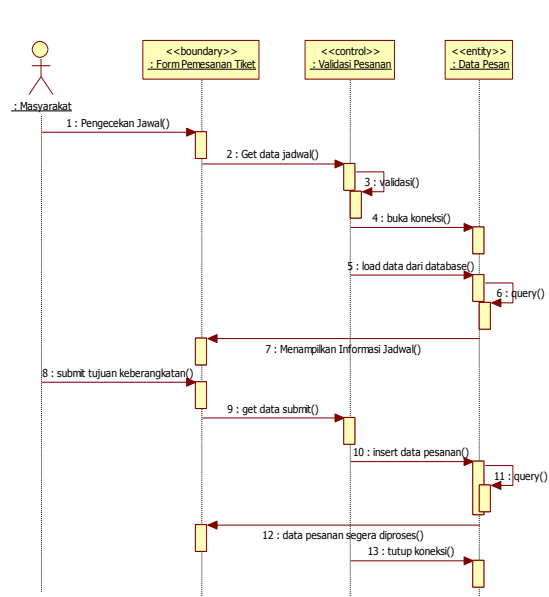 <<boundary>>
: Form Pemesanan Tiket
<<control>>
: Validasi Pesanan
<<entity>>
: Data Pesan
: Masyarakat
1 : Pengecekan Jawal()
2 : Get data jadwal()
3 : validasi()
4 : buka koneksi()
5 : load data dari database()
6 : query()
7 : Menampilkan Informasi Jadwal()
8 : submit tujuan keberangkatan()
9 : get data submit()
10 : insert data pesanan()
11 : query()
12 : data pesanan segera diproses()
13 : tutup koneksi()